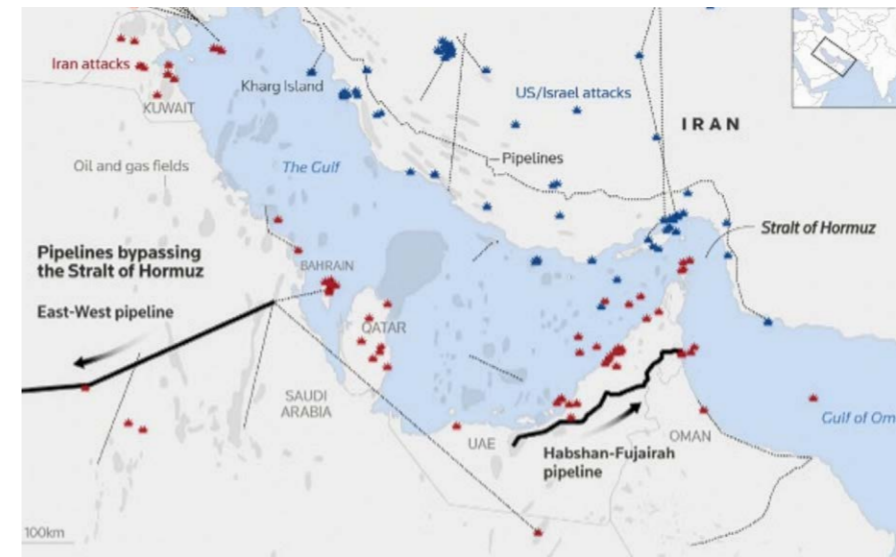 Iran attacks
Kharg Island
KUWAIT
US/Israel attacks
IRAN
Oil and gas fields
The Gulf
Pipelines
Pipelines bypassing
the Strait of Hormuz
BAHRAIN
Strait of Hormuz
East-West pipeline
QATAR
SAUDI
ARABIA
UAE
OMAN
Gulf of Om
Habshan-Fujairah
pipeline
100km